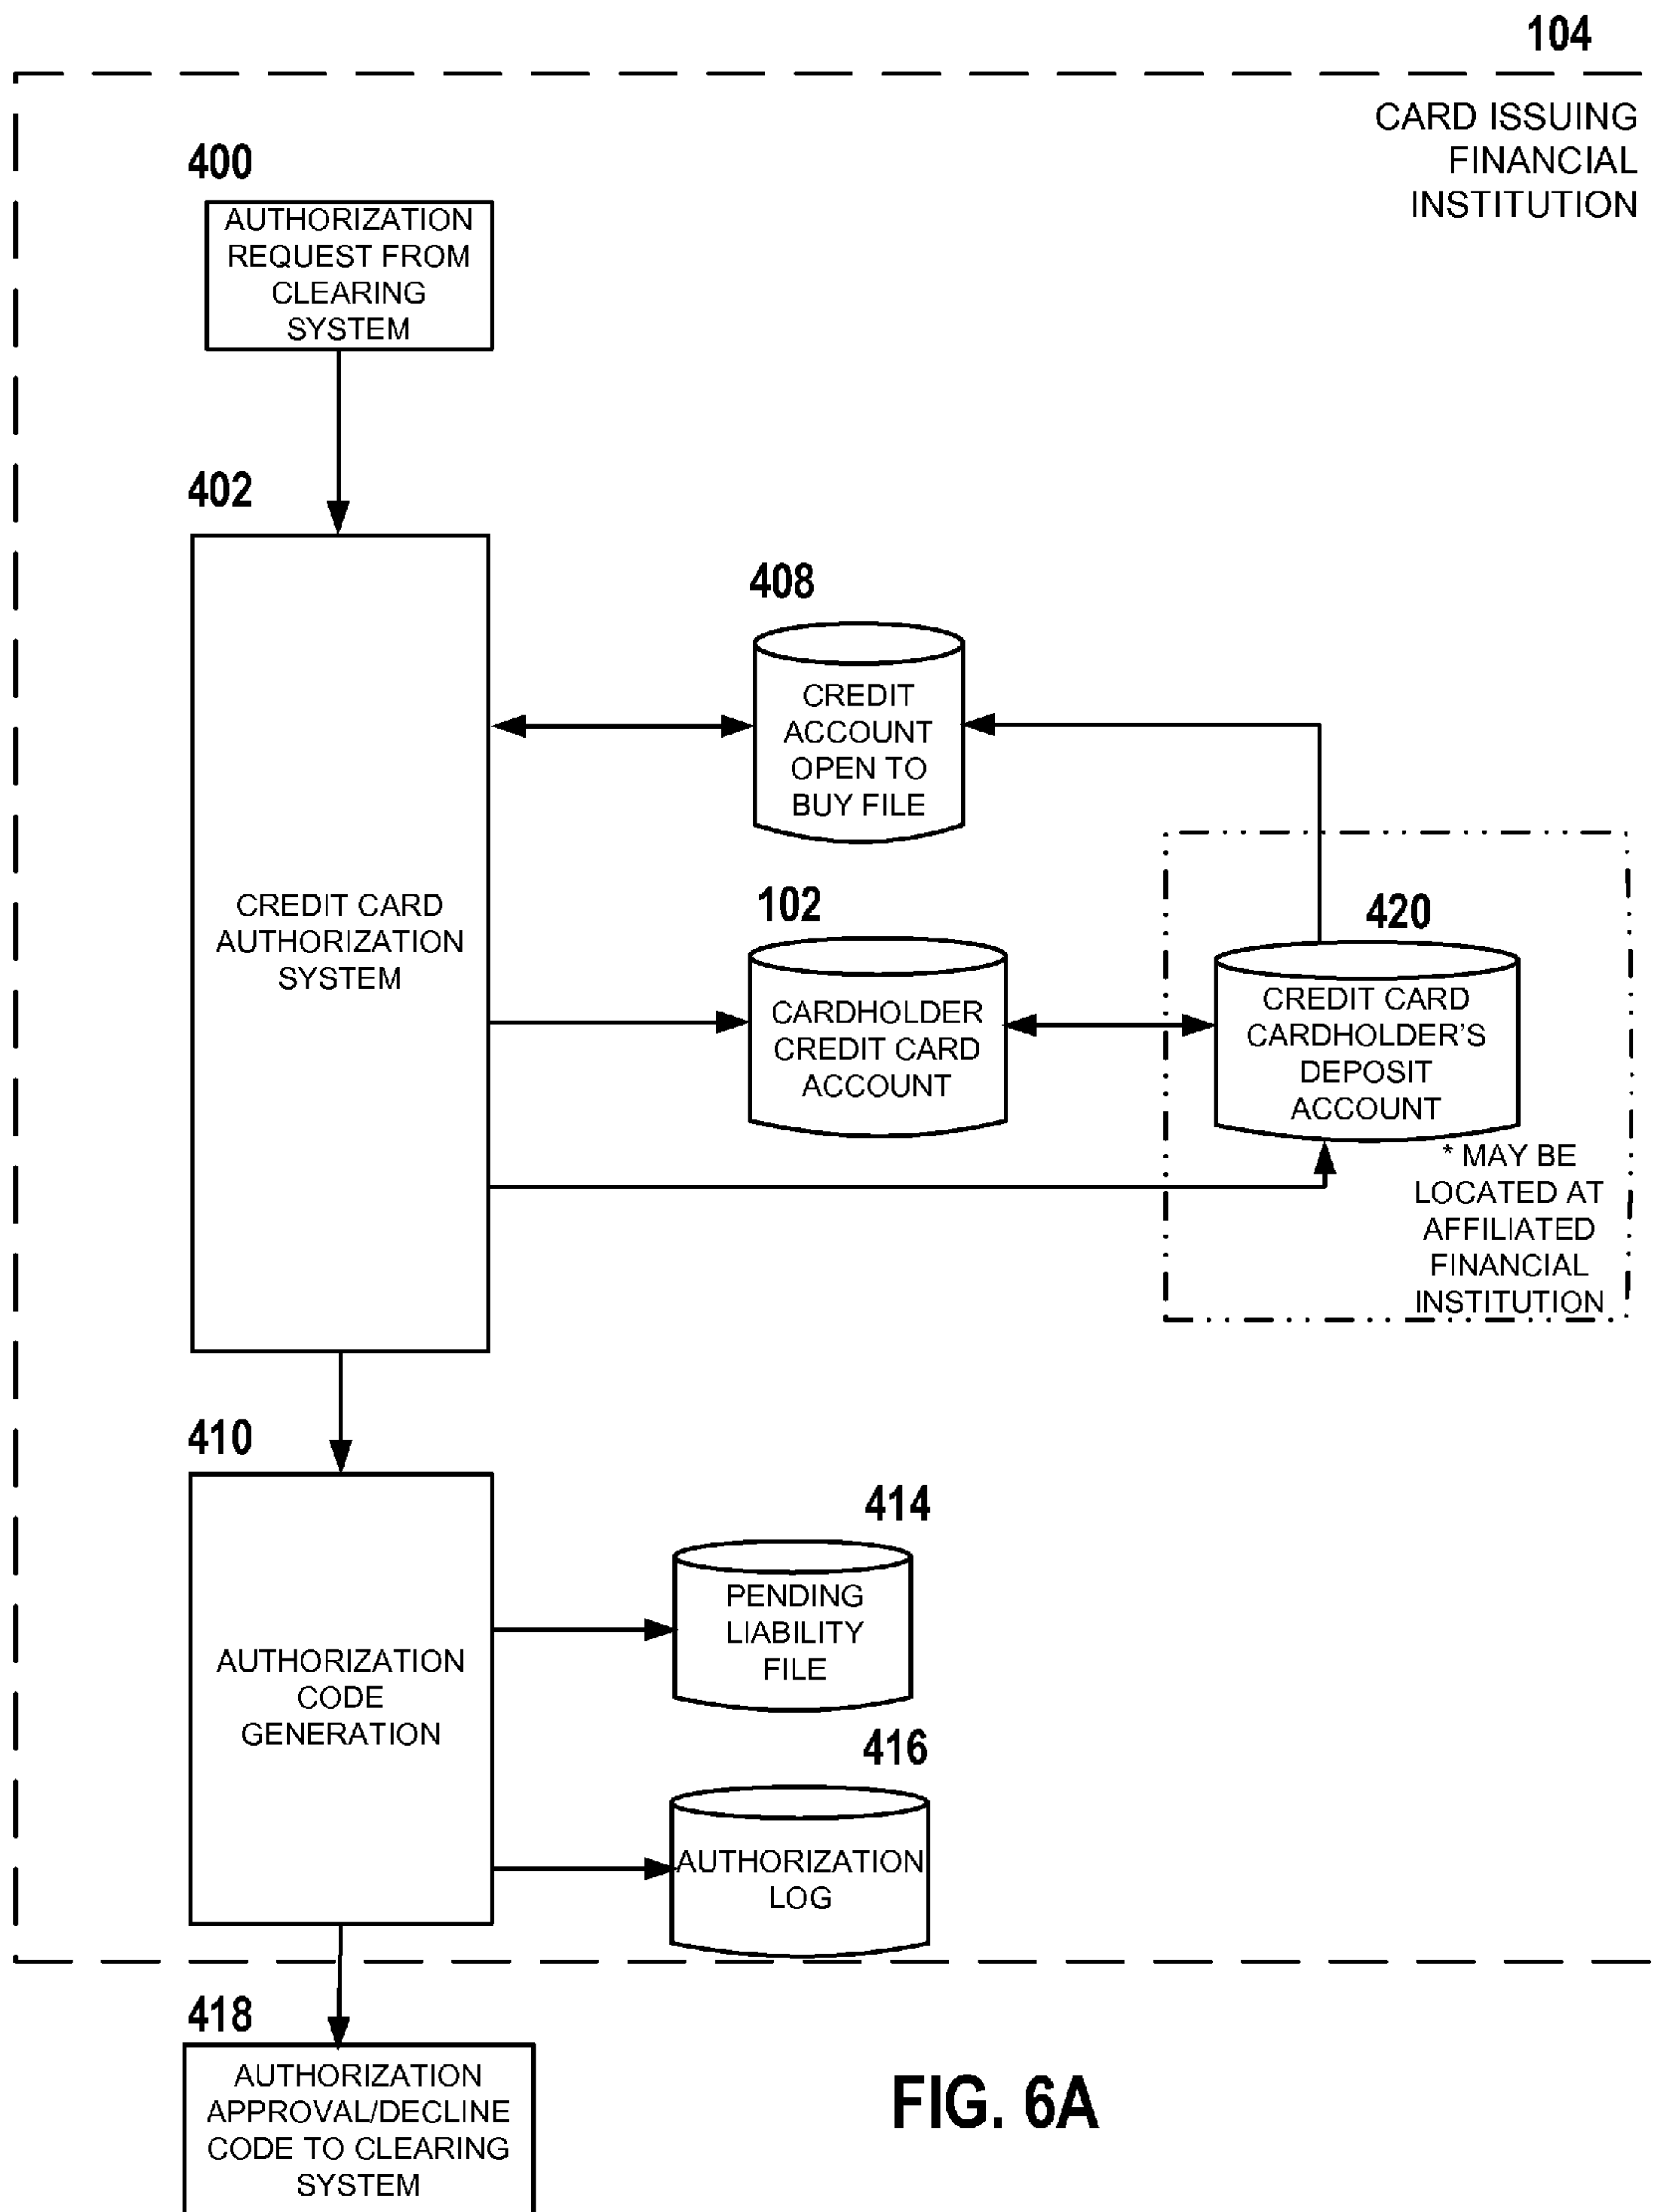 104
CARD ISSUING
FINANCIAL
INSTITUTION
400
AUTHORIZATION
REQUEST FROM
CLEARING
SYSTEM
402
CREDIT CARD
AUTHORIZATION
SYSTEM
408
CREDIT
ACCOUNT
OPEN TO
BUY FILE
102
CARDHOLDER
CREDIT CARD
ACCOUNT
420
CREDIT CARD
CARDHOLDER'S
DEPOSIT
ACCOUNT
* MAY BE
LOCATED AT
AFFILIATED
FINANCIAL
INSTITUTION
410
AUTHORIZATION
CODE
GENERATION
414
PENDING
LIABILITY
FILE
416
AUTHORIZATION
LOG
418
AUTHORIZATION
APPROVAL/DECLINE
CODE TO CLEARING
SYSTEM
FIG. 6A